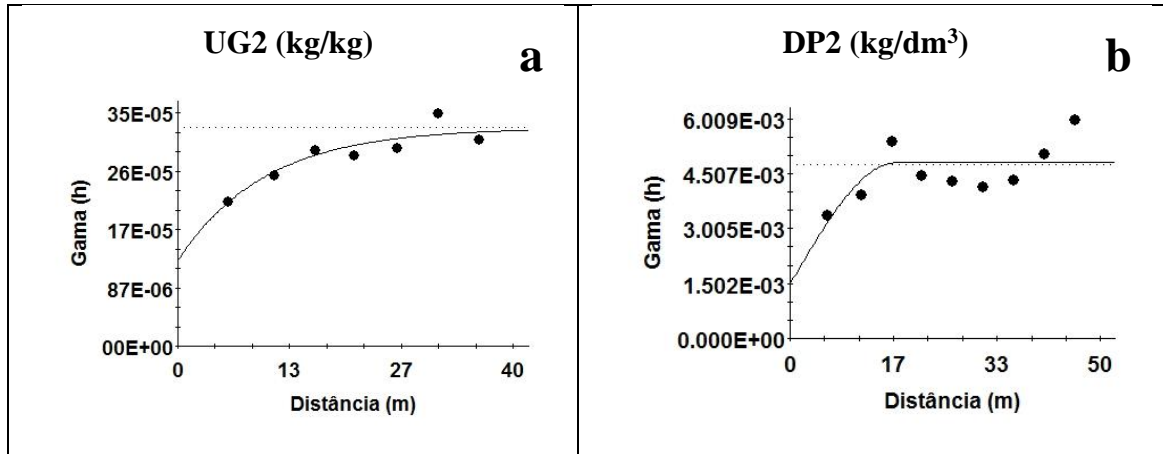 UG2 (kg/kg)
a
35E-05
26E-05
17E-05
87E-06
00E+00
Gama (h)
0 13 27 40
Distância (m)
DP2 (kg/dm³)
b
6.009E-03
4.507E-03
3.005E-03
1.502E-03
0.000E+00
Gama (h)
0 17 33 50
Distância (m)